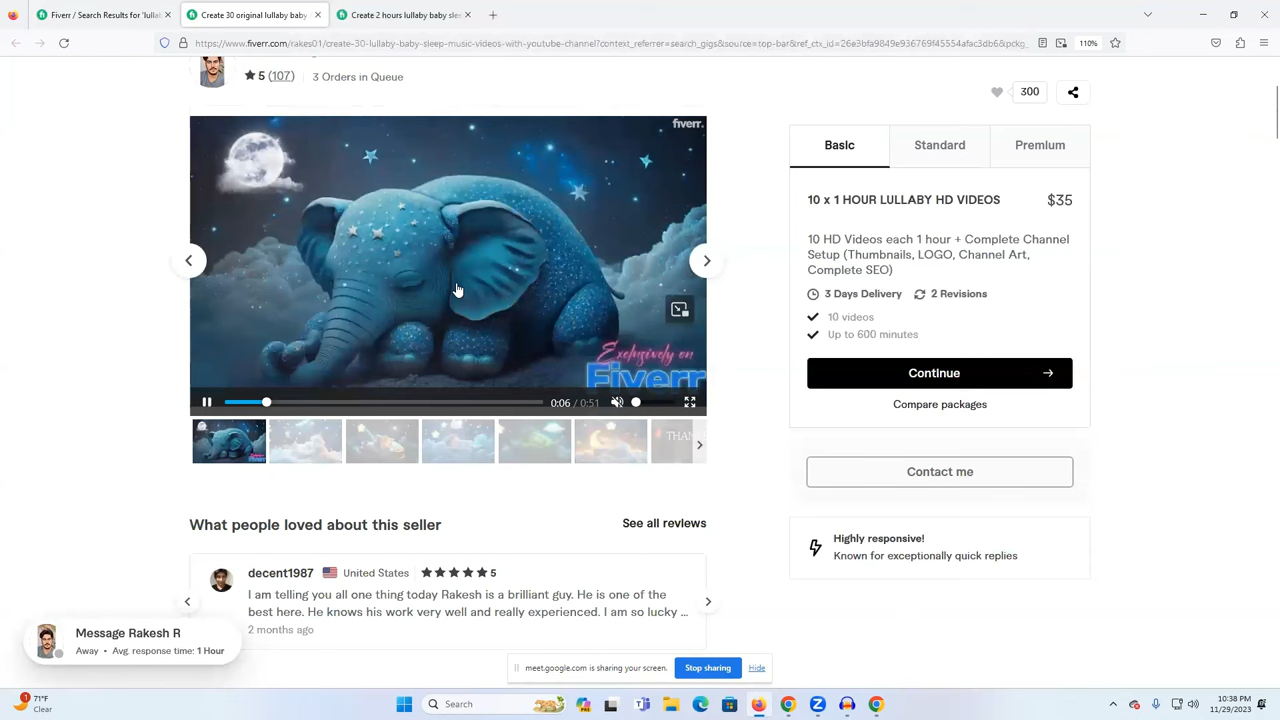 Fiverr / Search Results for 'lulla
Create 30 original lullaby baby
Create 2 hours lullaby baby sle
https://www.fiverr.com/rakes01/create-30-lullaby-baby-sleep-music-videos-with-youtube-channel?context_referrer=search_gigs&source=top-bar&ref_ctx_id=26e3bfa9849e936769f45554afac3db6&pckg_
110%
5 (107)
3 Orders in Queue
300
fiverr.
Exclusively on
Fiverr
0:06 / 0:51
THAN
Basic
Standard
Premium
10 x 1 HOUR LULLABY HD VIDEOS
$35
10 HD Videos each 1 hour + Complete Channel
Setup (Thumbnails, LOGO, Channel Art,
Complete SEO)
3 Days Delivery
2 Revisions
10 videos
Up to 600 minutes
Continue
Compare packages
Contact me
Highly responsive!
Known for exceptionally quick replies
What people loved about this seller
See all reviews
decent1987
United States
5
I am telling you all one thing today Rakesh is a brilliant guy. He is one of the
best here. He knows his work very well and really experienced. I am so lucky ...
2 months ago
Message Rakesh R
Away • Avg. response time: 1 Hour
meet.google.com is sharing your screen.
Stop sharing
Hide
1
71°F
Clear
Search
10:38 PM
11/29/2023